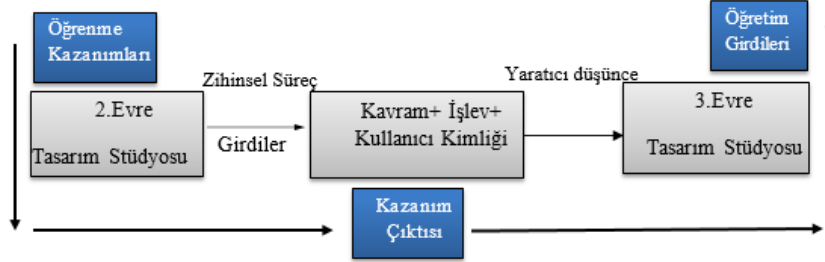 Öğrenme
Kazanımları
Öğretim
Girdileri
Zihinsel Süreç
Yaratıcı düşünce
2.Evre
Tasarım Stüdyosu
Girdiler
Kavram+ İşlev+
Kullanıcı Kimliği
3.Evre
Tasarım Stüdyosu
Kazanım
Çıktısı